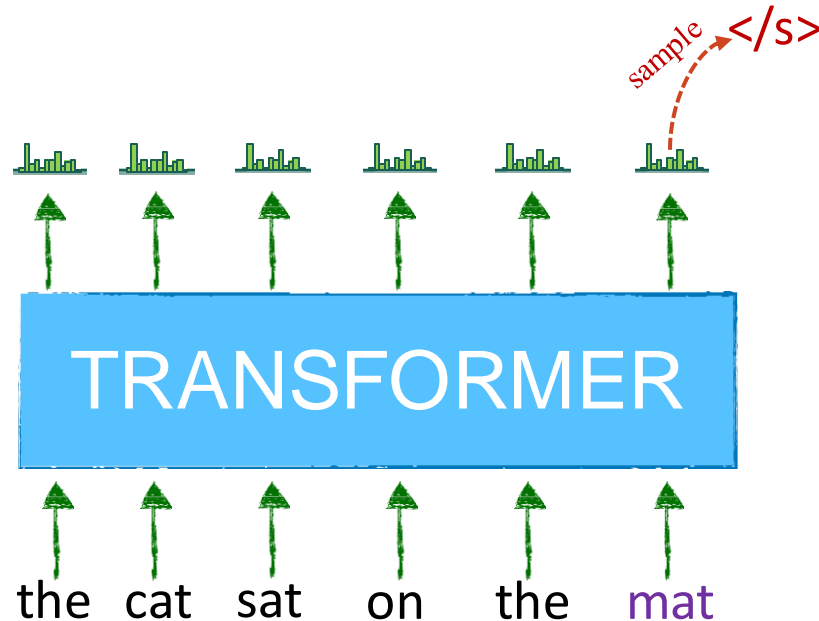 sample </s>
TRANSFORMER
the cat sat on the mat